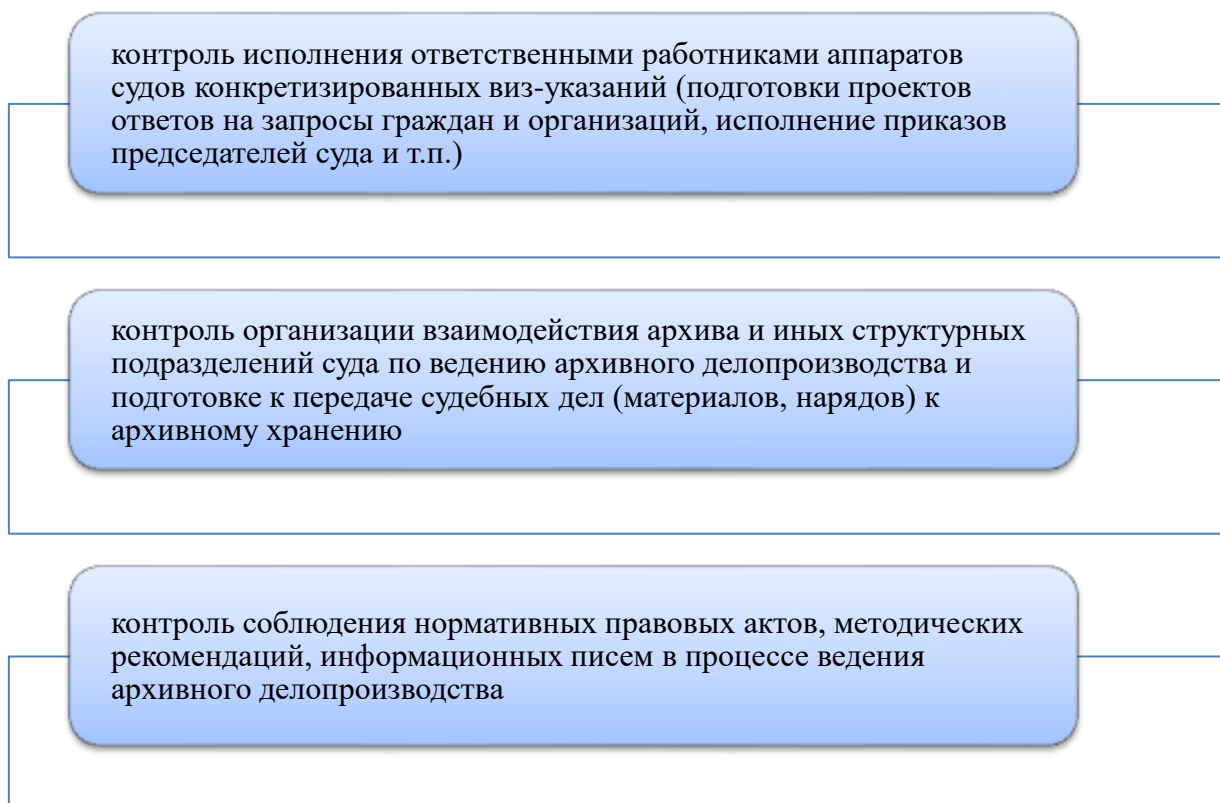 контроль исполнения ответственными работниками аппаратов
судов конкретизированных виз-указаний (подготовки проектов
ответов на запросы граждан и организаций, исполнение приказов
председателей суда и т.п.)
контроль организации взаимодействия архива и иных структурных
подразделений суда по ведению архивного делопроизводства и
подготовке к передаче судебных дел (материалов, нарядов) к
архивному хранению
контроль соблюдения нормативных правовых актов, методических
рекомендаций, информационных писем в процессе ведения
архивного делопроизводства